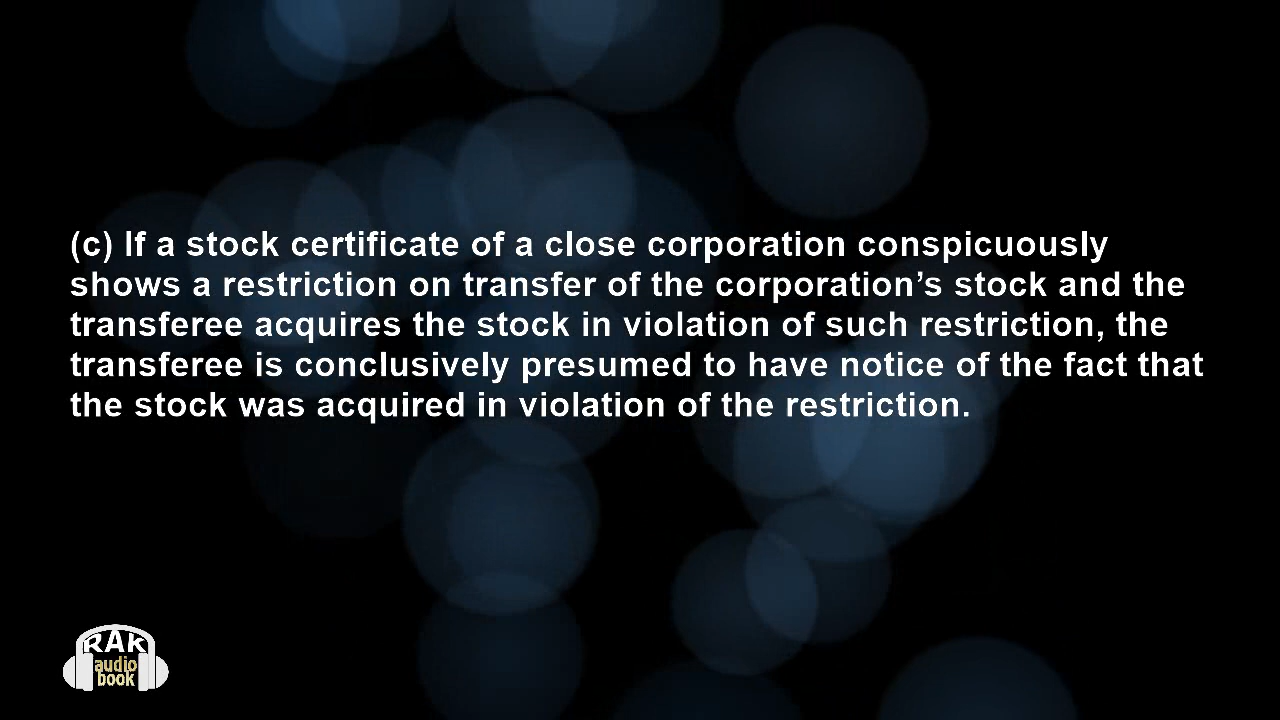 (c) If a stock certificate of a close corporation conspicuously
shows a restriction on transfer of the corporation’s stock and the
transferee acquires the stock in violation of such restriction, the
transferee is conclusively presumed to have notice of the fact that
the stock was acquired in violation of the restriction.
RAK
audio
book